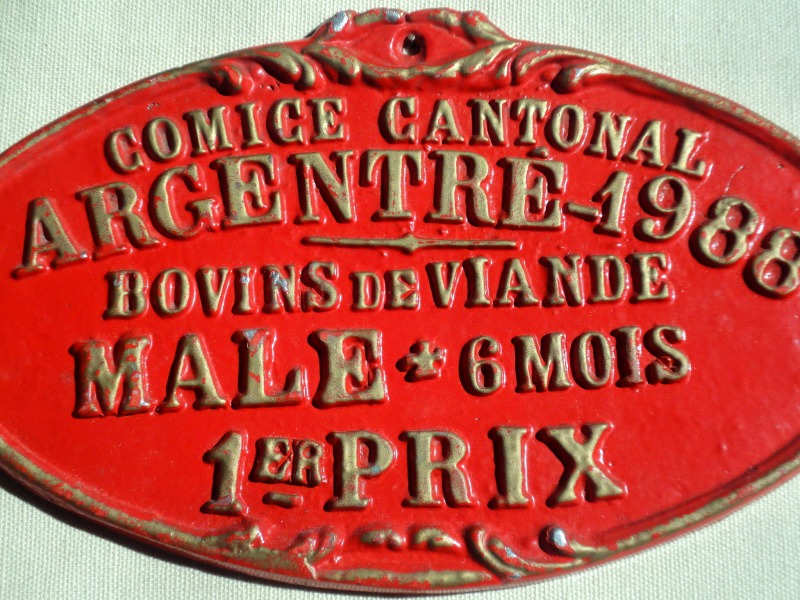 COMICE CANTONAL
ARGENTRÉ-1988
BOVINS DE VIANDE
MALE * 6 MOIS
1ER PRIX